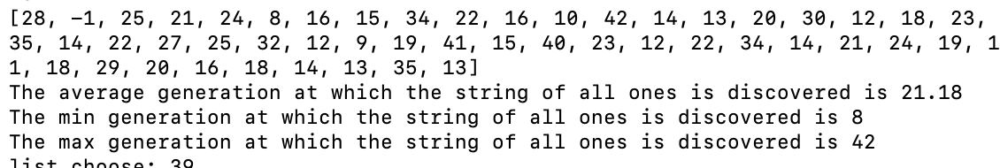 [28, −1, 25, 21, 24, 8, 16, 15, 34, 22, 16, 10, 42, 14, 13, 20, 30, 12, 18, 23,
35, 14, 22, 27, 25, 32, 12, 9, 19, 41, 15, 40, 23, 12, 22, 34, 14, 21, 24, 19, 1
1, 18, 29, 20, 16, 18, 14, 13, 35, 13]
The average generation at which the string of all ones is discovered is 21.18
The min generation at which the string of all ones is discovered is 8
The max generation at which the string of all ones is discovered is 42
list choose: 39